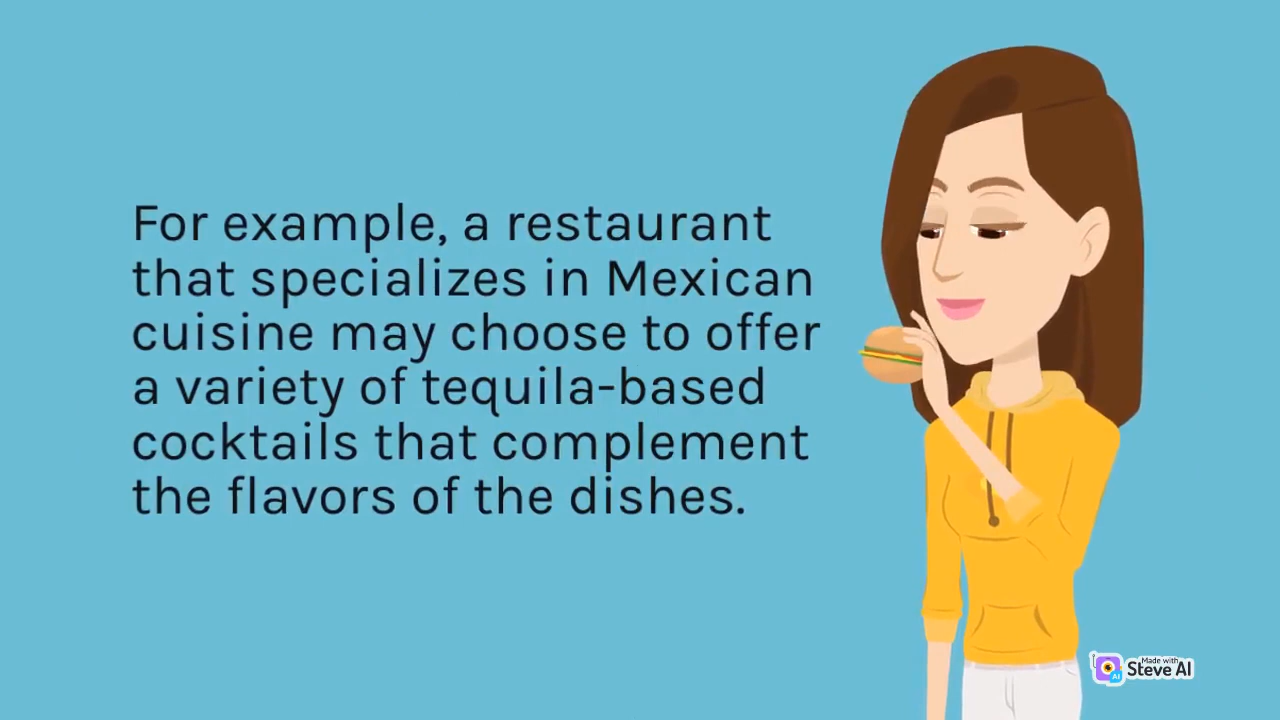 For example, a restaurant
that specializes in Mexican
cuisine may choose to offer
a variety of tequila-based
cocktails that complement
the flavors of the dishes.
Made with
Steve AI
AI